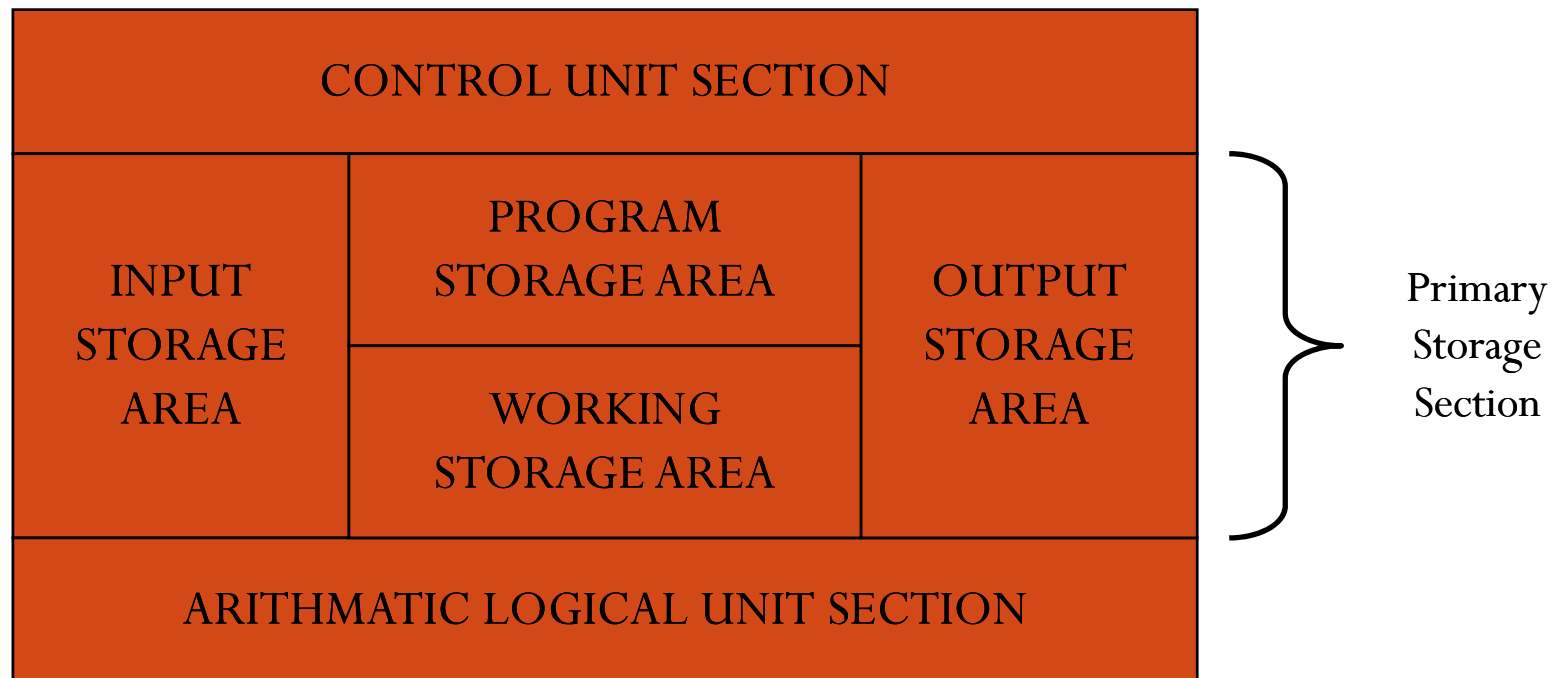 CONTROL UNIT SECTION
INPUT
STORAGE
AREA
PROGRAM
STORAGE AREA
WORKING
STORAGE AREA
OUTPUT
STORAGE
AREA
Primary
Storage
Section
ARITHMATIC LOGICAL UNIT SECTION